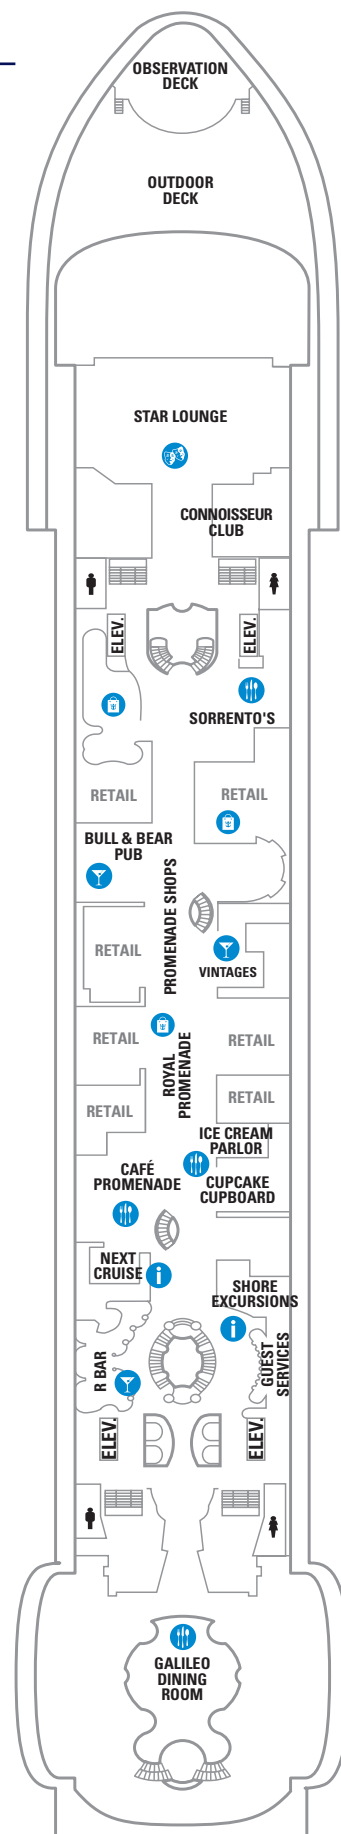 OBSERVATION
DECK
OUTDOOR
DECK
STAR LOUNGE
CONNOISSEUR
CLUB
ELEV.
ELEV.
SORRENTO'S
RETAIL
RETAIL
BULL & BEAR
PUB
PROMENADE SHOPS
RETAIL
VINTAGES
RETAIL
ROYAL
PROMENADE
RETAIL
RETAIL
RETAIL
ICE CREAM
PARLOR
CAFÉ
PROMENADE
CUPCAKE
CUPBOARD
NEXT
CRUISE
i
SHORE
EXCURSIONS
i
R BAR
GUEST
SERVICES
ELEV.
ELEV.
GALILEO
DINING
ROOM